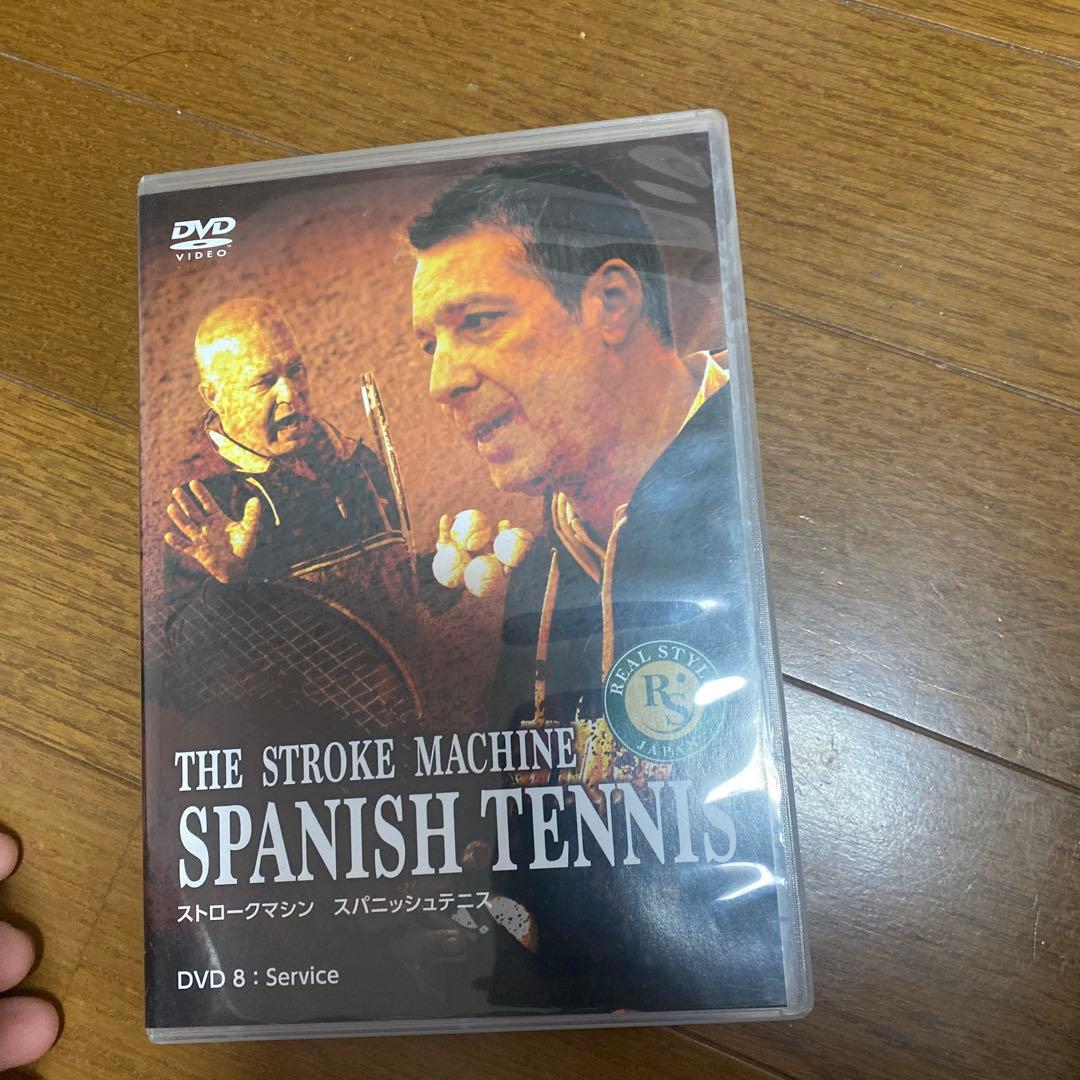 DVD
VIDEO
REAL STYL
RS
JAPAN
THE STROKE MACHINE
SPANISH TENNIS
ストロークマシン スパニッシュテニス
DVD 8 : Service